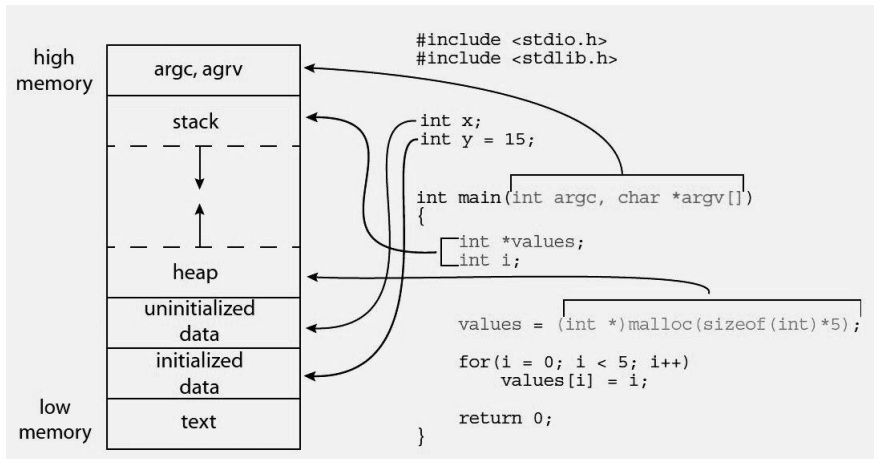 high
memory
argc, agrv
stack
heap
uninitialized
data
initialized
data
low
memory
text
#include <stdio.h>
#include <stdlib.h>
int x;
int y = 15;
int main(int argc, char *argv[])
{
int *values;
int i;
values = (int *)malloc(sizeof(int)*5);
for(i = 0; i < 5; i++)
values[i] = i;
return 0;
}